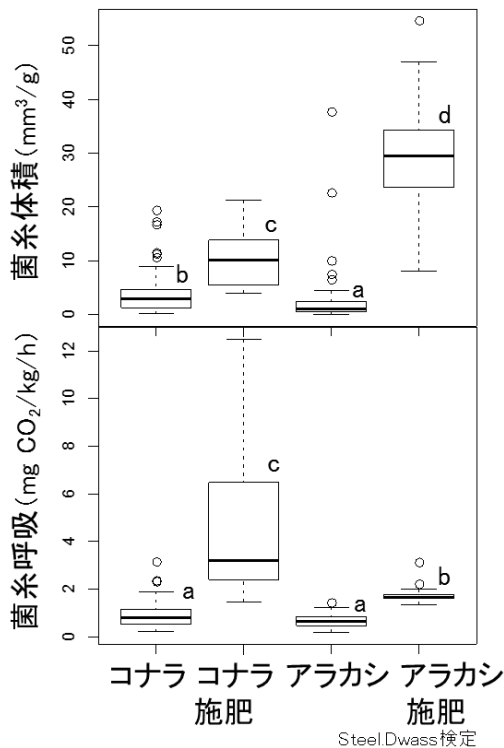 菌糸体積(mm³/g)
50
40
30
20
10
0
b
c
a
d
菌糸呼吸(mg CO₂/kg/h)
12
10
8
6
4
2
0
a
c
a
b
コナラ コナラ アラカシ アラカシ
施肥 施肥
Steel.Dwass検定